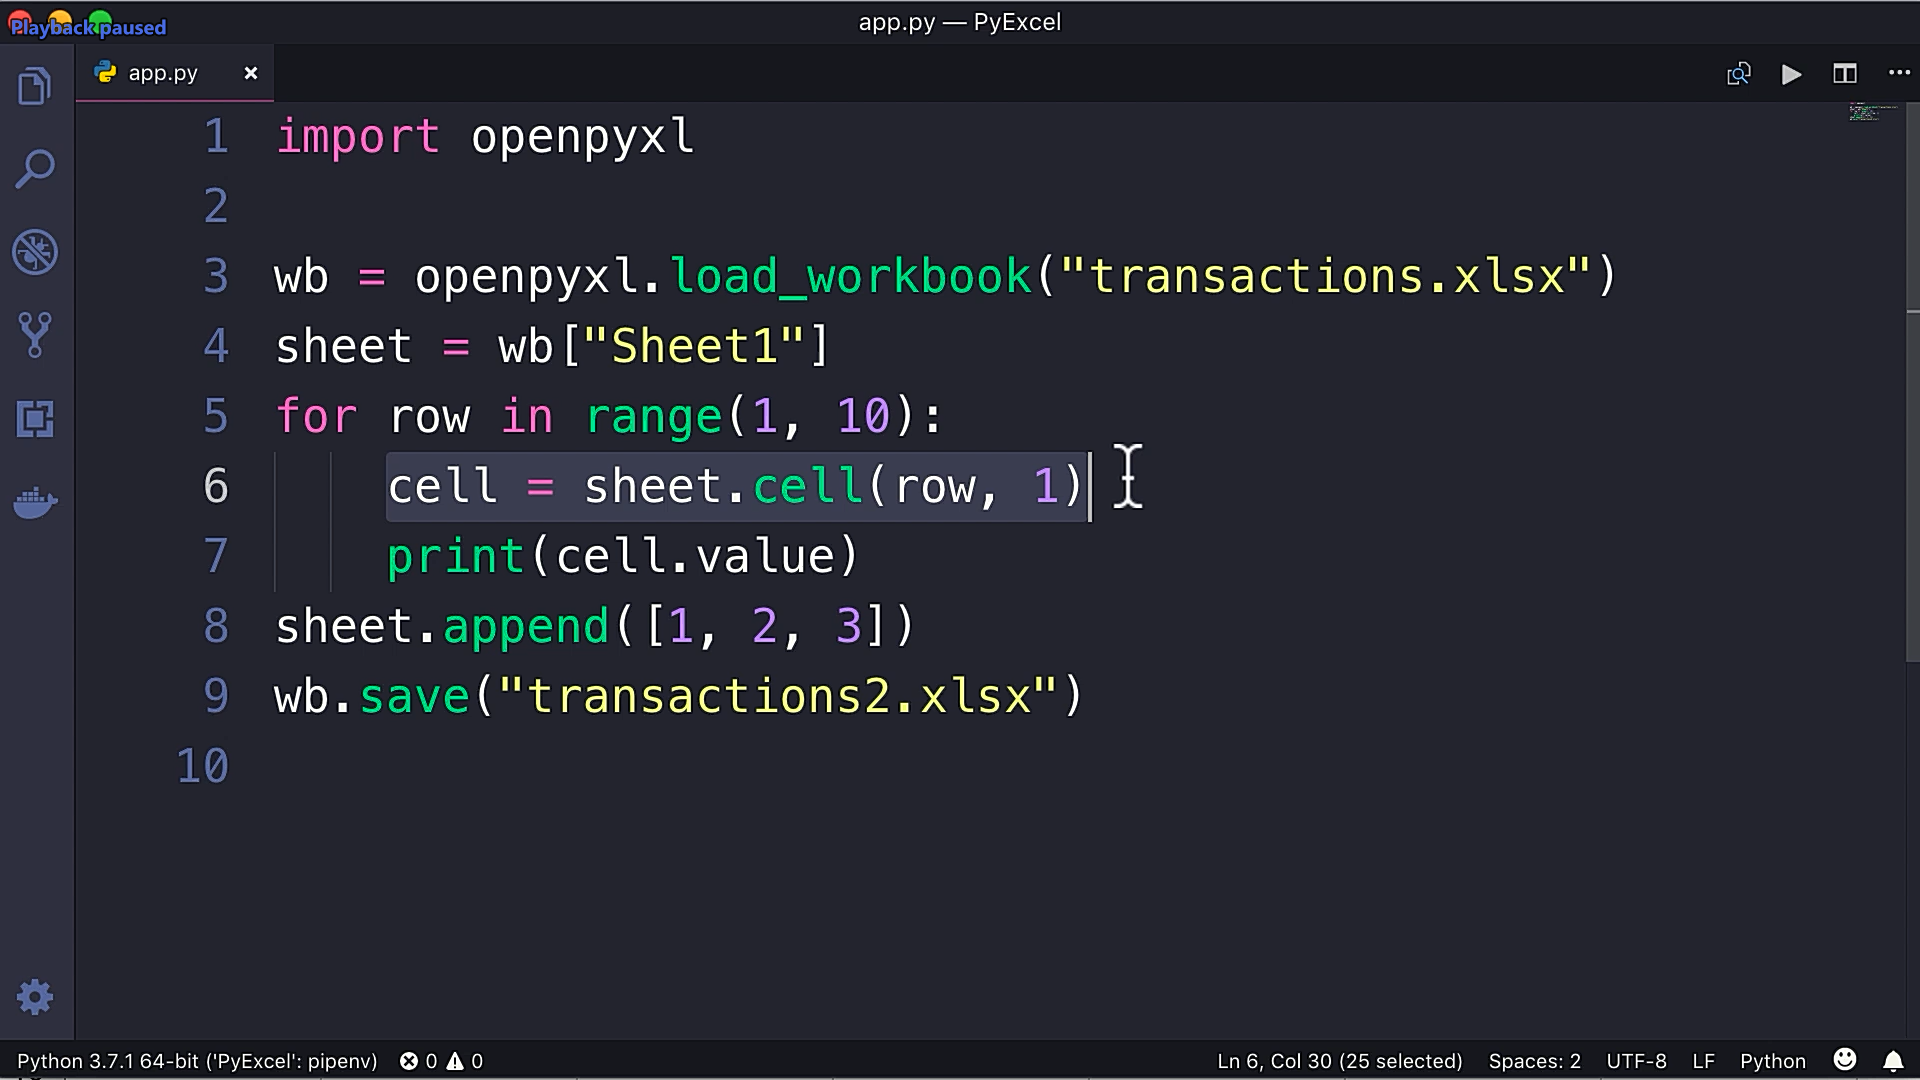 Playback paused
app.py — PyExcel
app.py
1 import openpyxl
2
3 wb = openpyxl.load_workbook("transactions.xlsx")
4 sheet = wb["Sheet1"]
5 for row in range(1, 10):
6     cell = sheet.cell(row, 1)
7     print(cell.value)
8 sheet.append([1, 2, 3])
9 wb.save("transactions2.xlsx")
10
Python 3.7.1 64-bit ('PyExcel': pipenv) 0 0 Ln 6, Col 30 (25 selected) Spaces: 2 UTF-8 LF Python